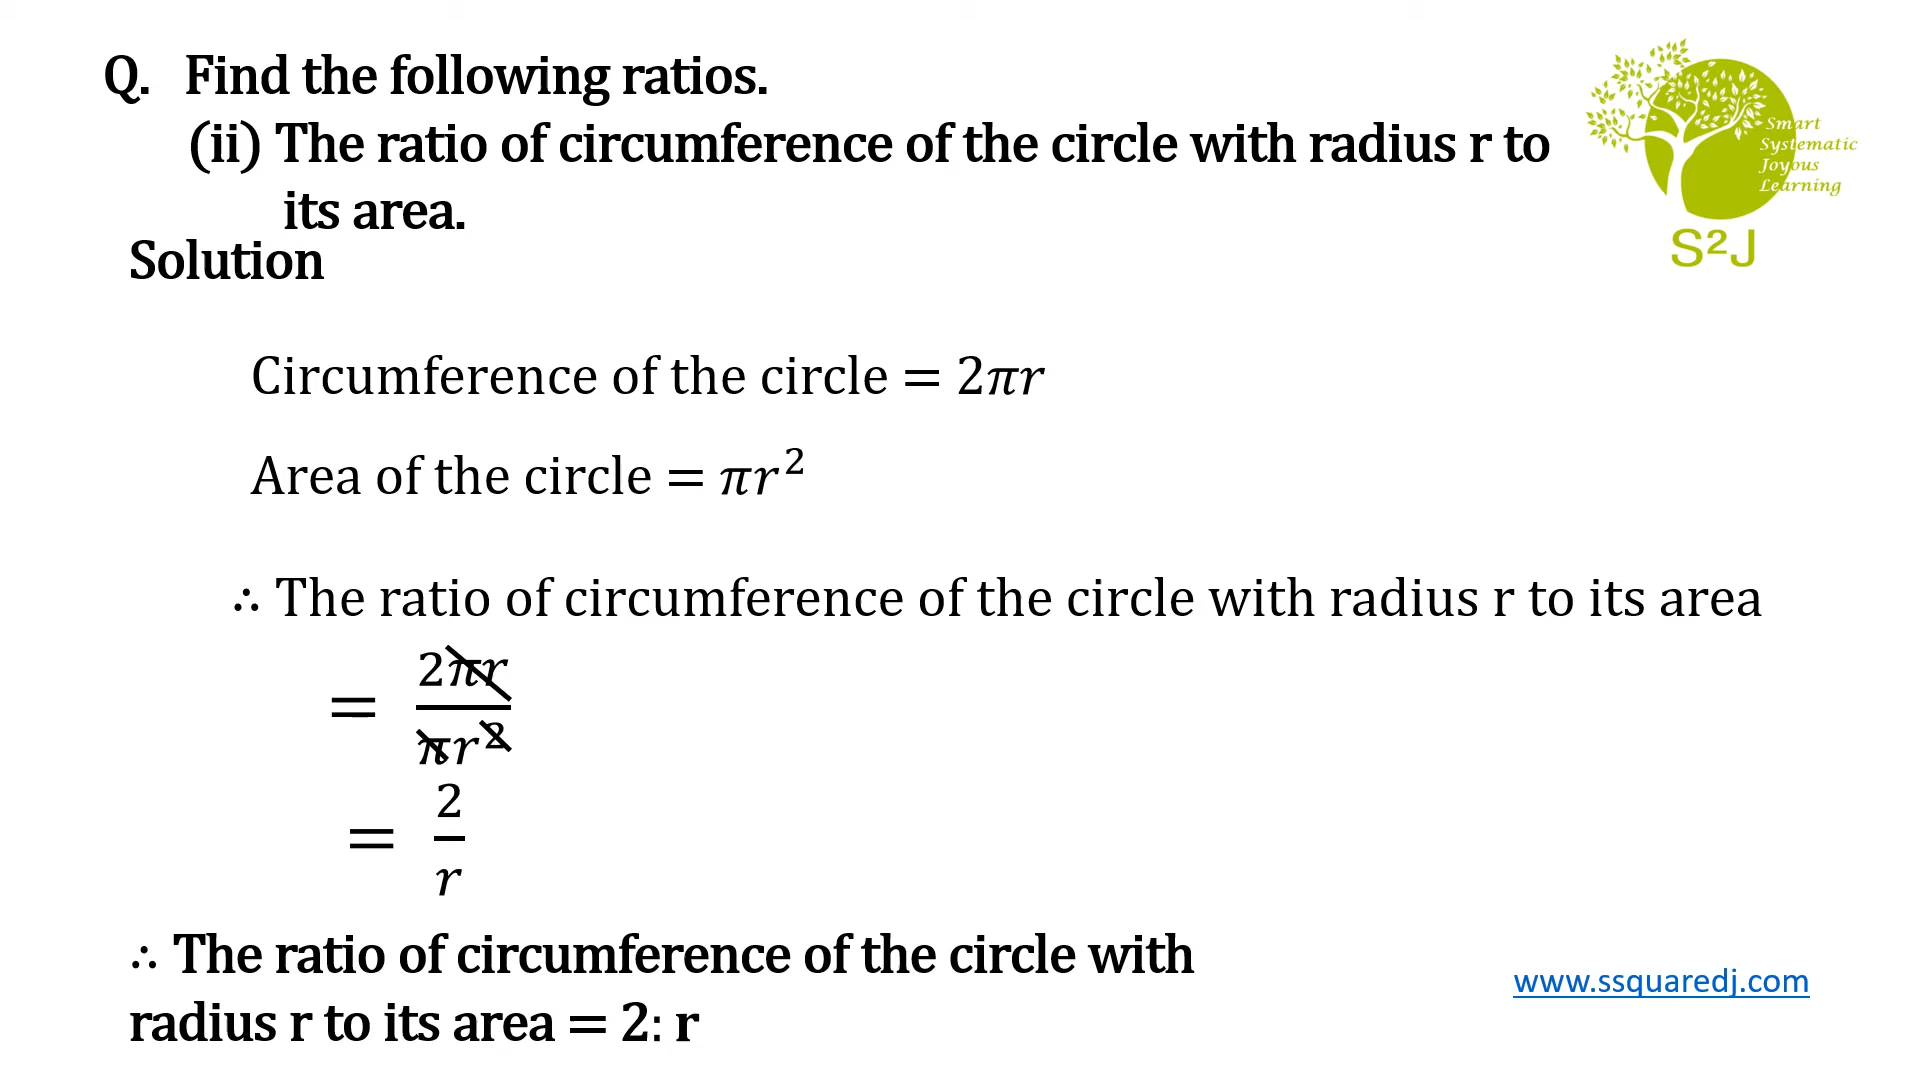 Q. Find the following ratios.
(ii) The ratio of circumference of the circle with radius r to
its area.
Smart
Systematic
Joyous
Learning
S²J
Solution
Circumference of the circle = 2𝜋𝑟
Area of the circle = 𝜋𝑟²
∴ The ratio of circumference of the circle with radius r to its area
= 2𝜋𝑟/𝜋𝑟²
= 2/𝑟
∴ The ratio of circumference of the circle with
radius r to its area = 2: r
www.ssquaredj.com